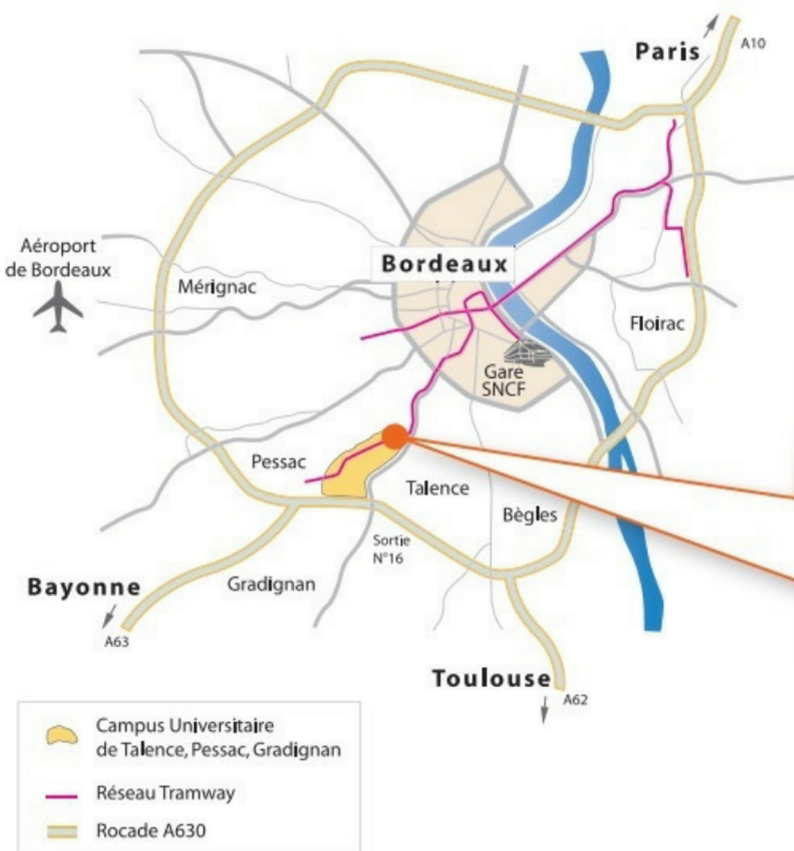 Paris
A10
Aéroport
de Bordeaux
Mérignac
Bordeaux
Floirac
Gare
SNCF
Pessac
Talence
Bègles
Sortie
N°16
Bayonne
A63
Gradignan
Toulouse
A62
Campus Universitaire
de Talence, Pessac, Gradignan
Réseau Tramway
Rocade A630